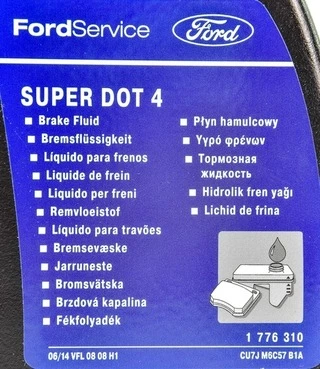 FordService
Ford
SUPER DOT 4
Brake Fluid
Bremsflüssigkeit
Líquido para frenos
Liquide de frein
Liquido per freni
Remvloeistof
Líquido para travões
Bremsevæske
Jarruneste
Bromsvätska
Brzdová kapalina
Fékfolyadék
Płyn hamulcowy
Υγρό φρένων
Тормозная
жидкость
Hidrolik fren yağı
Lichid de frina
1 776 310
06/14 VFL 08 08 H1
CU7J M6C57 B1A